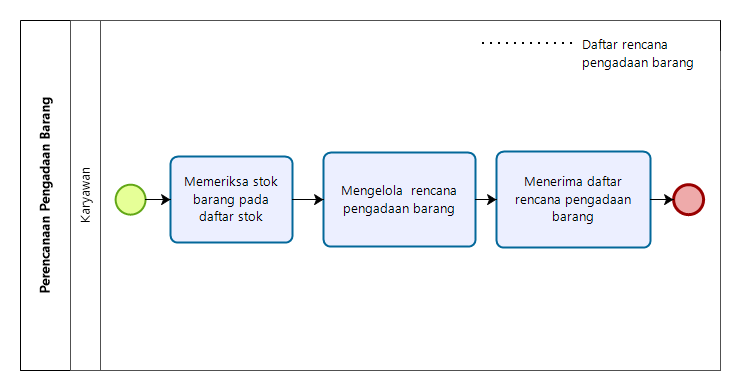 Perencanaan Pengadaan Barang
Karyawan
Daftar rencana
pengadaan barang
Memeriksa stok
barang pada
daftar stok
Mengelola rencana
pengadaan barang
Menerima daftar
rencana pengadaan
barang